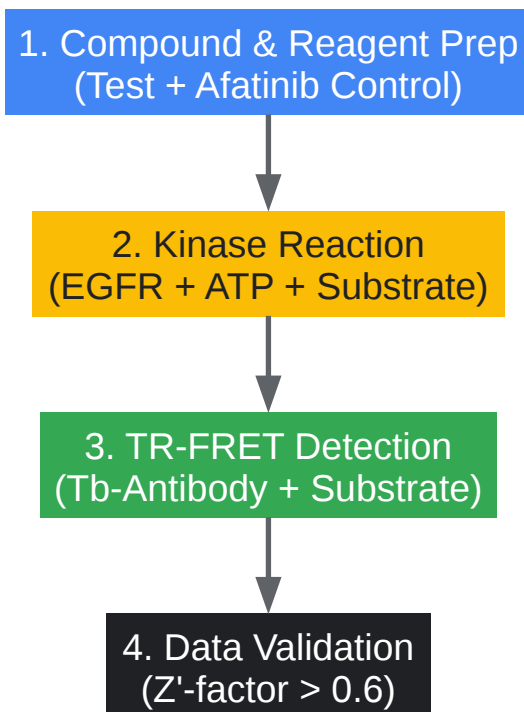 1. Compound & Reagent Prep
(Test + Afatinib Control)
2. Kinase Reaction
(EGFR + ATP + Substrate)
3. TR-FRET Detection
(Tb-Antibody + Substrate)
4. Data Validation
(Z'-factor > 0.6)